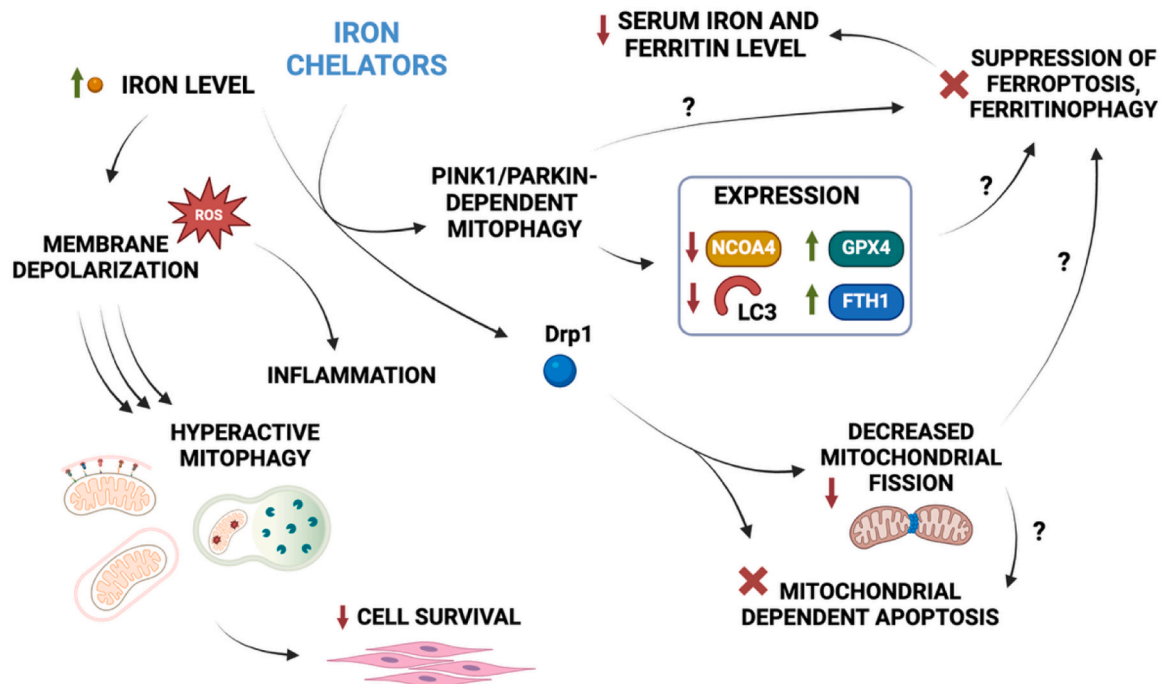 IRON
CHELATORS
IRON LEVEL
SERUM IRON AND
FERRITIN LEVEL
SUPPRESSION OF
FERROPTOSIS,
FERRITINOPHAGY
?
PINK1/PARKIN-
DEPENDENT
MITOPHAGY
EXPRESSION
NCOA4
GPX4
LC3
FTH1
?
?
ROS
MEMBRANE
DEPOLARIZATION
INFLAMMATION
Drp1
HYPERACTIVE
MITOPHAGY
DECREASED
MITOCHONDRIAL
FISSION
?
MITOCHONDRIAL
DEPENDENT APOPTOSIS
CELL SURVIVAL